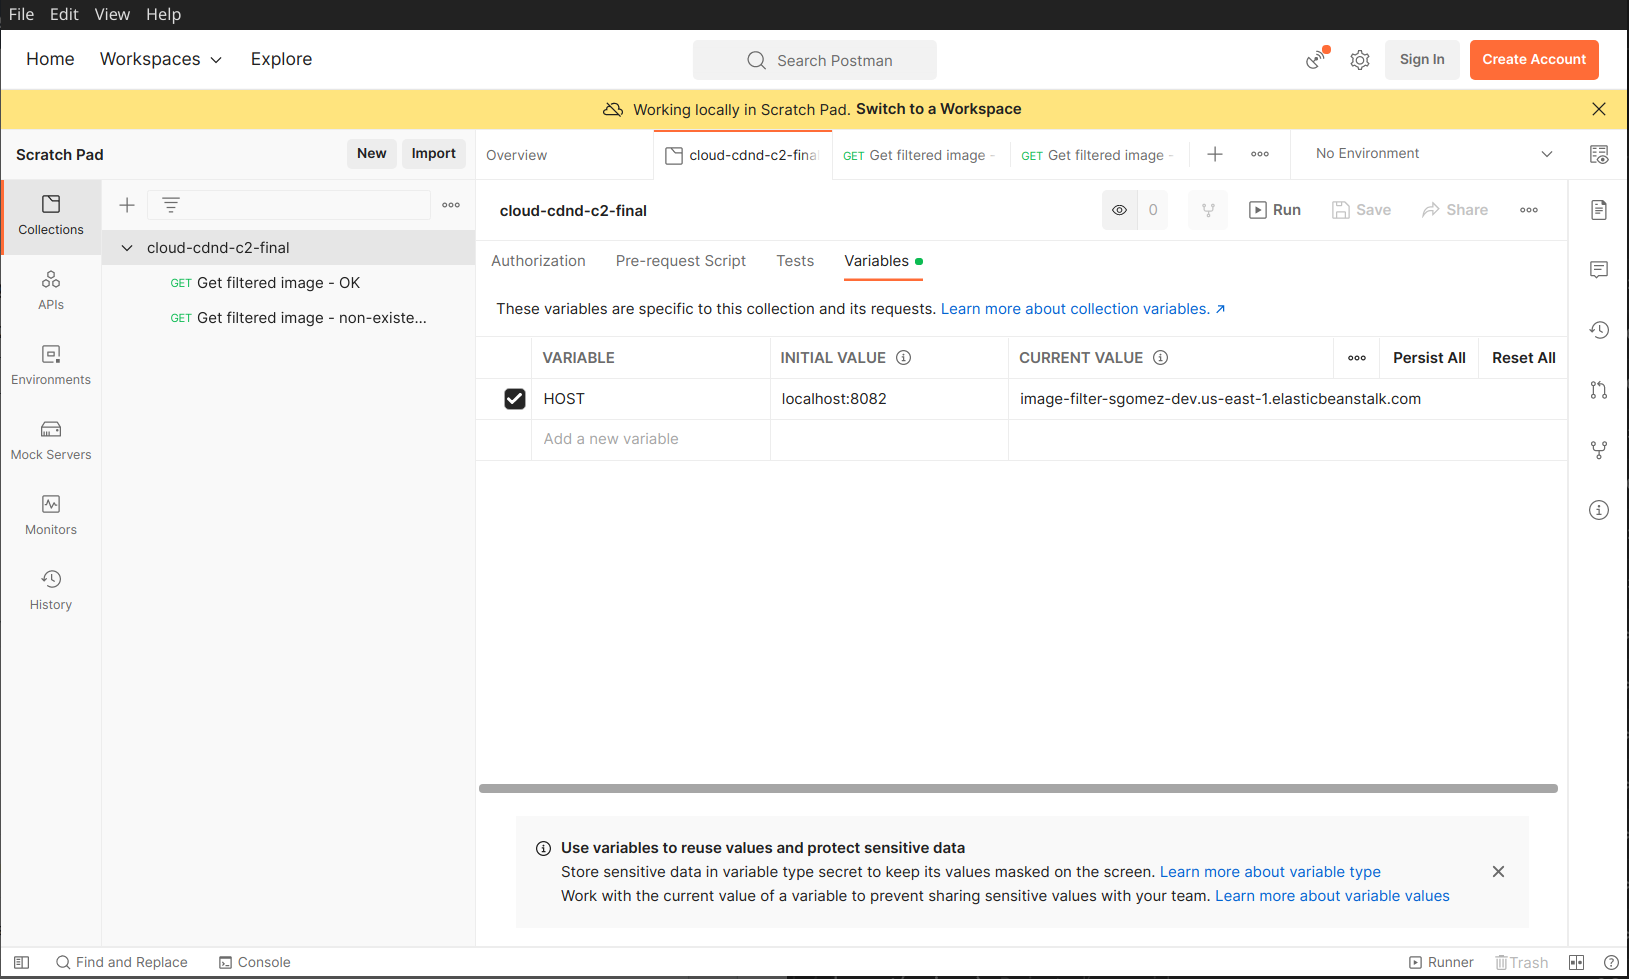 File Edit View Help
Home Workspaces Explore Search Postman Sign In Create Account
Working locally in Scratch Pad. Switch to a Workspace
Scratch Pad New Import Overview cloud-cdnd-c2-fina GET Get filtered image - GET Get filtered image - No Environment
Collections
cloud-cdnd-c2-final
GET Get filtered image - OK
GET Get filtered image - non-existe...
APIs
Environments
Mock Servers
Monitors
History
cloud-cdnd-c2-final 0 Run Save Share
Authorization Pre-request Script Tests Variables
These variables are specific to this collection and its requests. Learn more about collection variables. ↗
VARIABLE INITIAL VALUE CURRENT VALUE Persist All Reset All
HOST localhost:8082 image-filter-sgomez-dev.us-east-1.elasticbeanstalk.com
Add a new variable
Use variables to reuse values and protect sensitive data
Store sensitive data in variable type secret to keep its values masked on the screen. Learn more about variable type
Work with the current value of a variable to prevent sharing sensitive values with your team. Learn more about variable values
Find and Replace Console Runner Trash